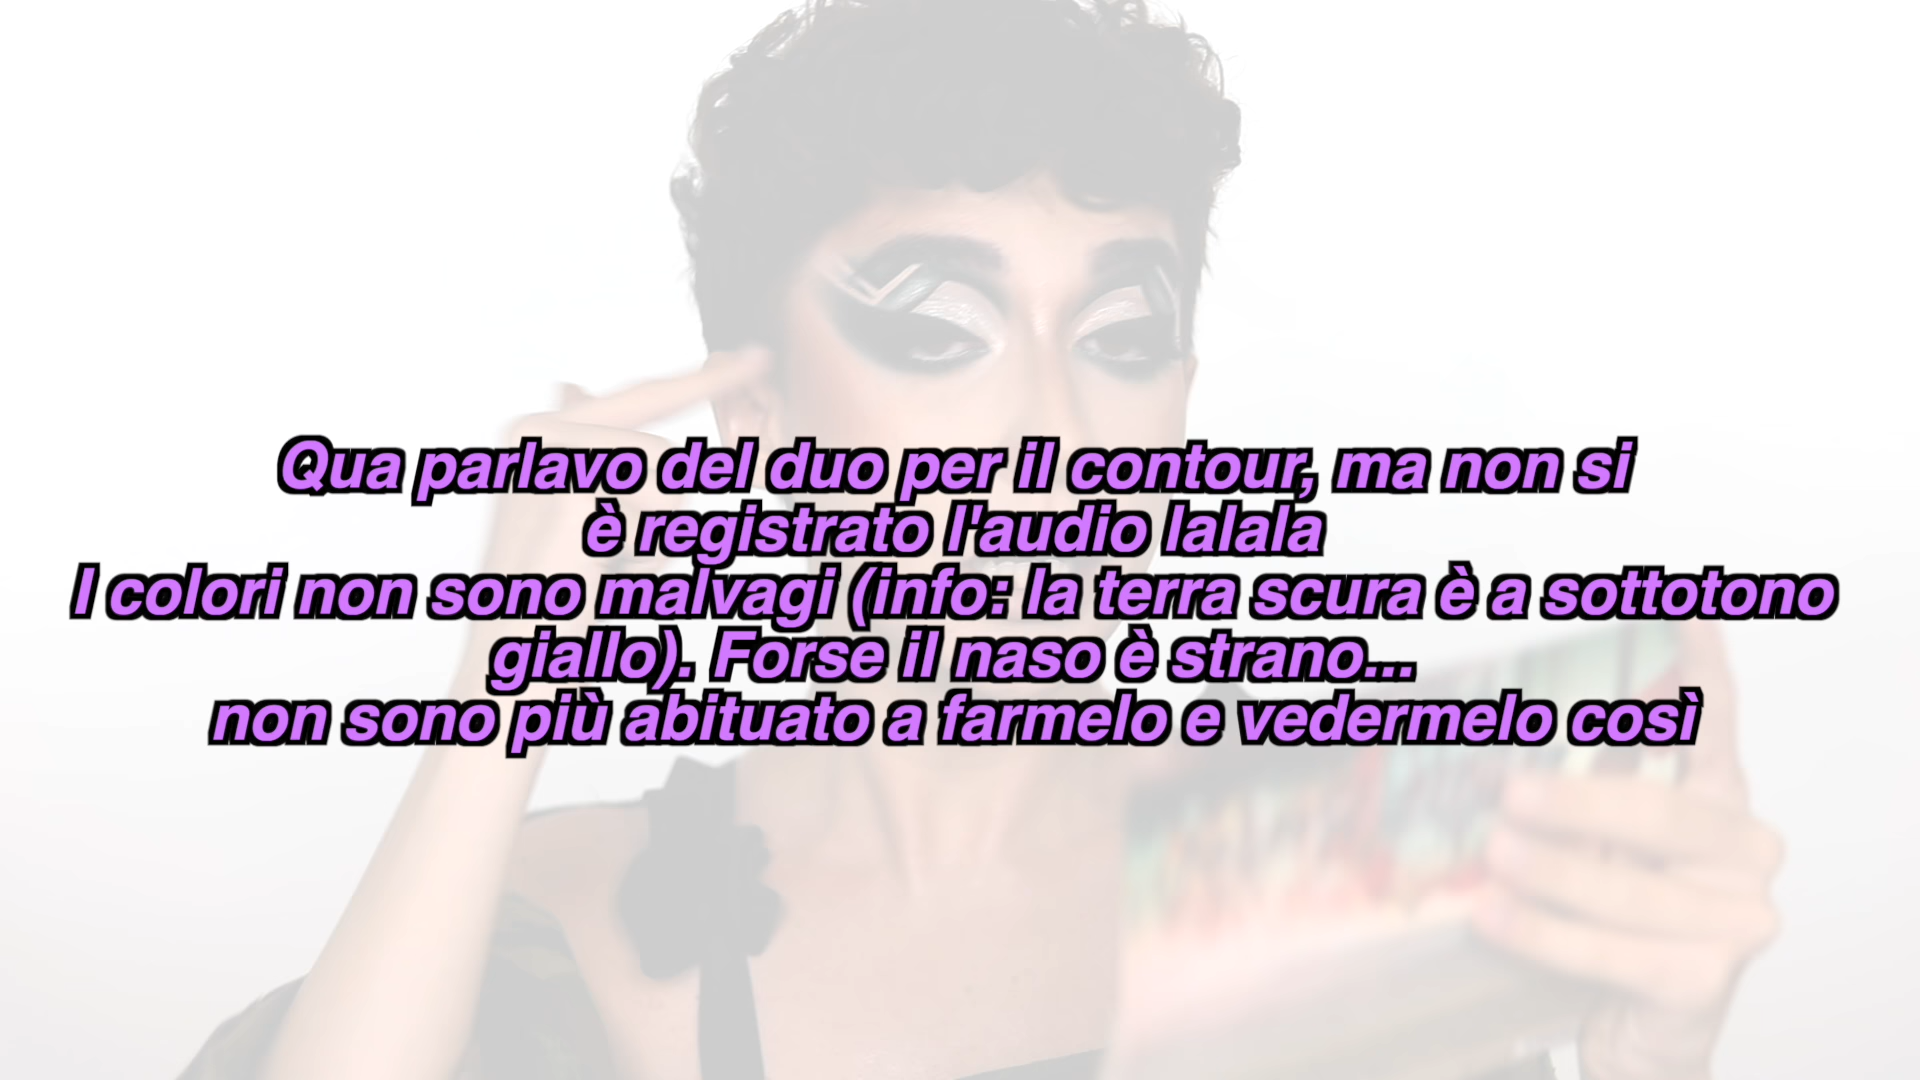 Qua parlavo del duo per il contour, ma non si
è registrato l'audio lalala
I colori non sono malvagi (info: la terra scura è a sottotono
giallo). Forse il naso è strano...
non sono più abituato a farmelo e vedermelo così